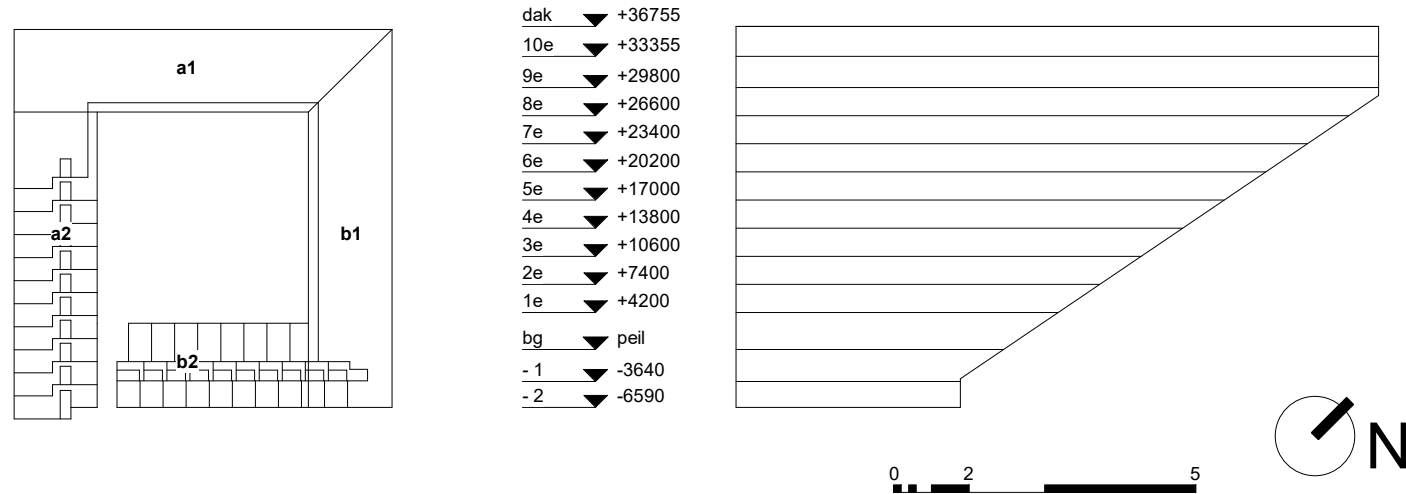 a1
a2
b1
b2
dak +36755
10e +33355
9e +29800
8e +26600
7e +23400
6e +20200
5e +17000
4e +13800
3e +10600
2e +7400
1e +4200
bg peil
- 1 -3640
- 2 -6590
0 2 5
N